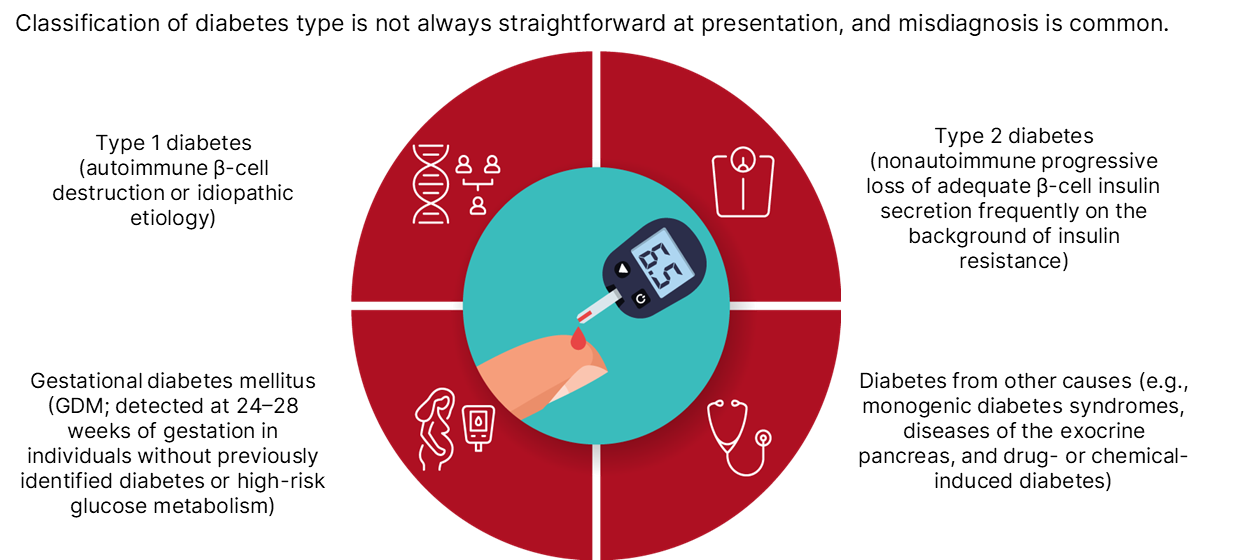 Classification of diabetes type is not always straightforward at presentation, and misdiagnosis is common.
Type 1 diabetes
(autoimmune β-cell
destruction or idiopathic
etiology)
Type 2 diabetes
(nonautoimmune progressive
loss of adequate β-cell insulin
secretion frequently on the
background of insulin
resistance)
6.5
Gestational diabetes mellitus
(GDM; detected at 24–28
weeks of gestation in
individuals without previously
identified diabetes or high-risk
glucose metabolism)
Diabetes from other causes (e.g.,
monogenic diabetes syndromes,
diseases of the exocrine
pancreas, and drug- or chemical-
induced diabetes)